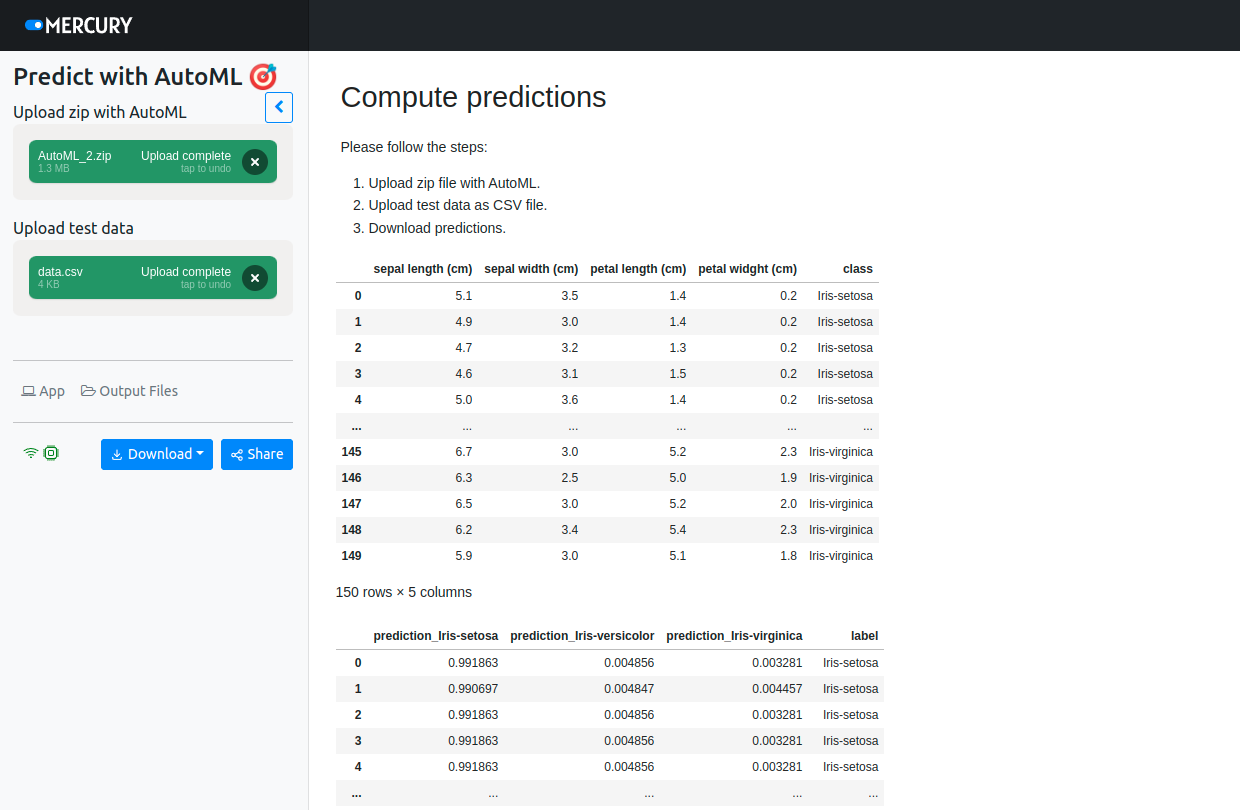 MERCURY
Predict with AutoML 🎯
Upload zip with AutoML
AutoML_2.zip Upload complete
1.3 MB tap to undo
Upload test data
data.csv Upload complete
4 KB tap to undo
App Output Files
Download Share
Compute predictions
Please follow the steps:
1. Upload zip file with AutoML.
2. Upload test data as CSV file.
3. Download predictions.
sepal length (cm) sepal width (cm) petal length (cm) petal widght (cm) class
0 5.1 3.5 1.4 0.2 Iris-setosa
1 4.9 3.0 1.4 0.2 Iris-setosa
2 4.7 3.2 1.3 0.2 Iris-setosa
3 4.6 3.1 1.5 0.2 Iris-setosa
4 5.0 3.6 1.4 0.2 Iris-setosa
... ... ... ... ... ...
145 6.7 3.0 5.2 2.3 Iris-virginica
146 6.3 2.5 5.0 1.9 Iris-virginica
147 6.5 3.0 5.2 2.0 Iris-virginica
148 6.2 3.4 5.4 2.3 Iris-virginica
149 5.9 3.0 5.1 1.8 Iris-virginica
150 rows × 5 columns
prediction_Iris-setosa prediction_Iris-versicolor prediction_Iris-virginica label
0 0.991863 0.004856 0.003281 Iris-setosa
1 0.990697 0.004847 0.004457 Iris-setosa
2 0.991863 0.004856 0.003281 Iris-setosa
3 0.991863 0.004856 0.003281 Iris-setosa
4 0.991863 0.004856 0.003281 Iris-setosa
... ... ... ... ...